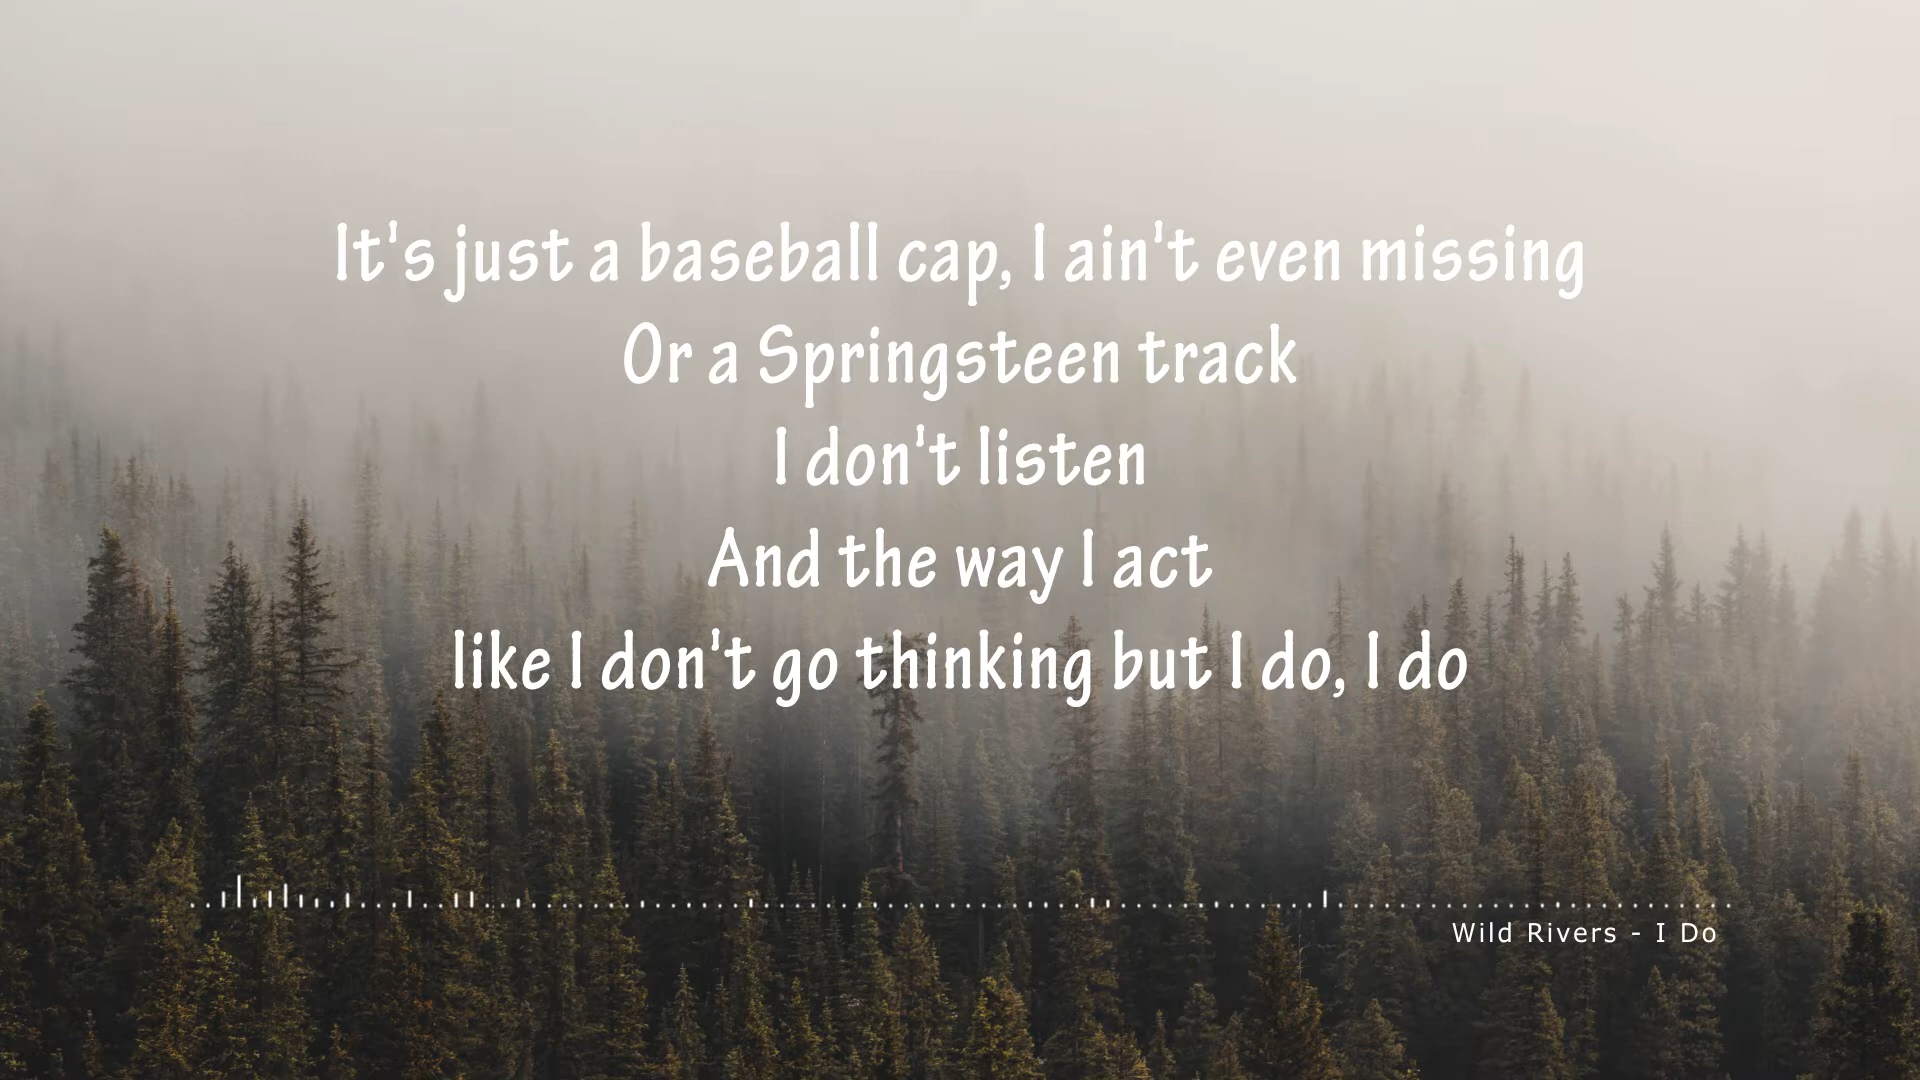 It's just a baseball cap, I ain't even missing
Or a Springsteen track
I don't listen
And the way I act
like I don't go thinking but I do, I do
Wild Rivers - I Do